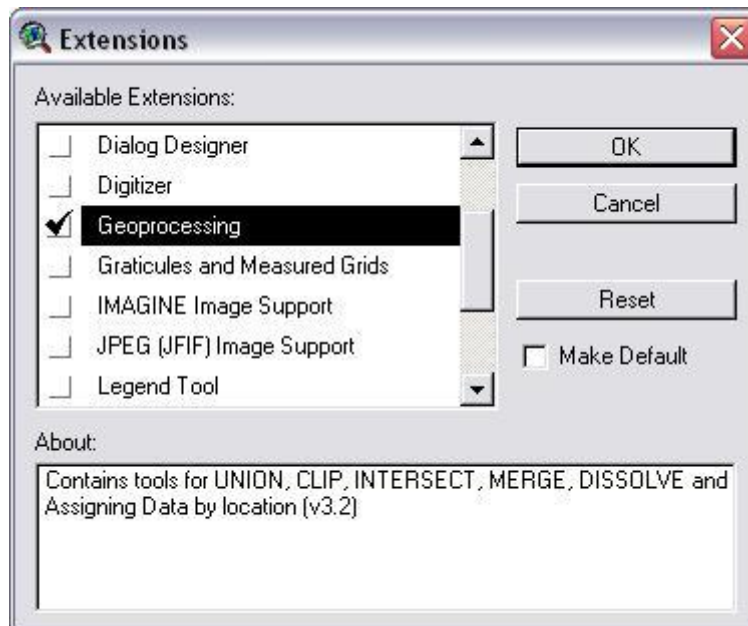 Extensions
Available Extensions:
Dialog Designer
Digitizer
Geoprocessing
Graticules and Measured Grids
IMAGINE Image Support
JPEG (JFIF) Image Support
Legend Tool
OK
Cancel
Reset
Make Default
About:
Contains tools for UNION, CLIP, INTERSECT, MERGE, DISSOLVE and
Assigning Data by location (v3.2)